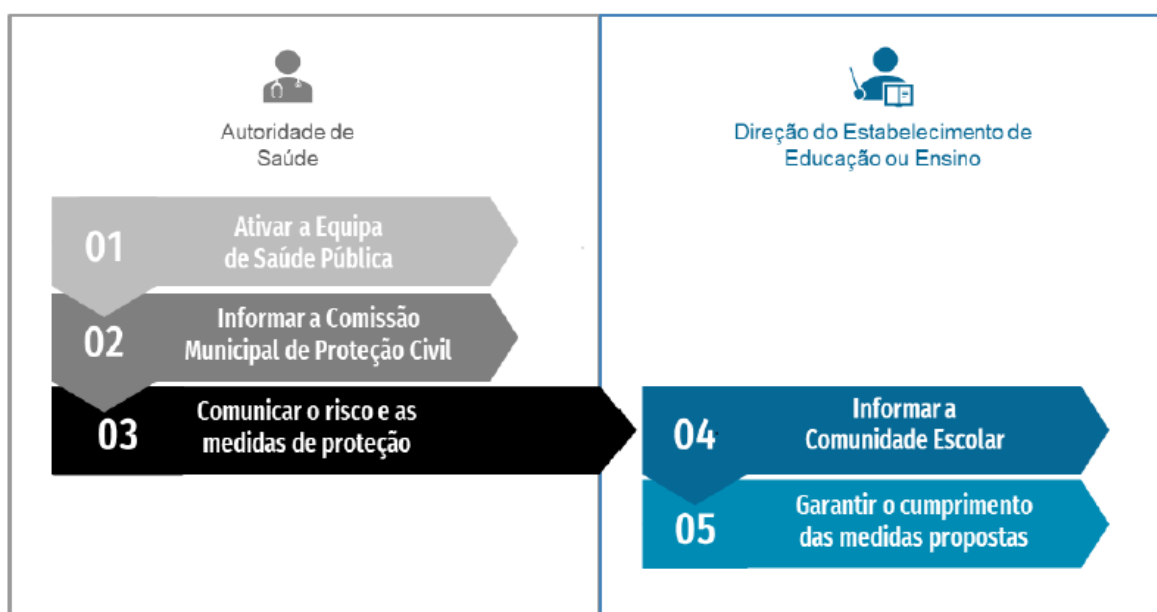 Autoridade de
Saúde
01
Ativar a Equipa
de Saúde Pública
02
Informar a Comissão
Municipal de Proteção Civil
03
Comunicar o risco e as
medidas de proteção
Direção do Estabelecimento de
Educação ou Ensino
04
Informar a
Comunidade Escolar
05
Garantir o cumprimento
das medidas propostas